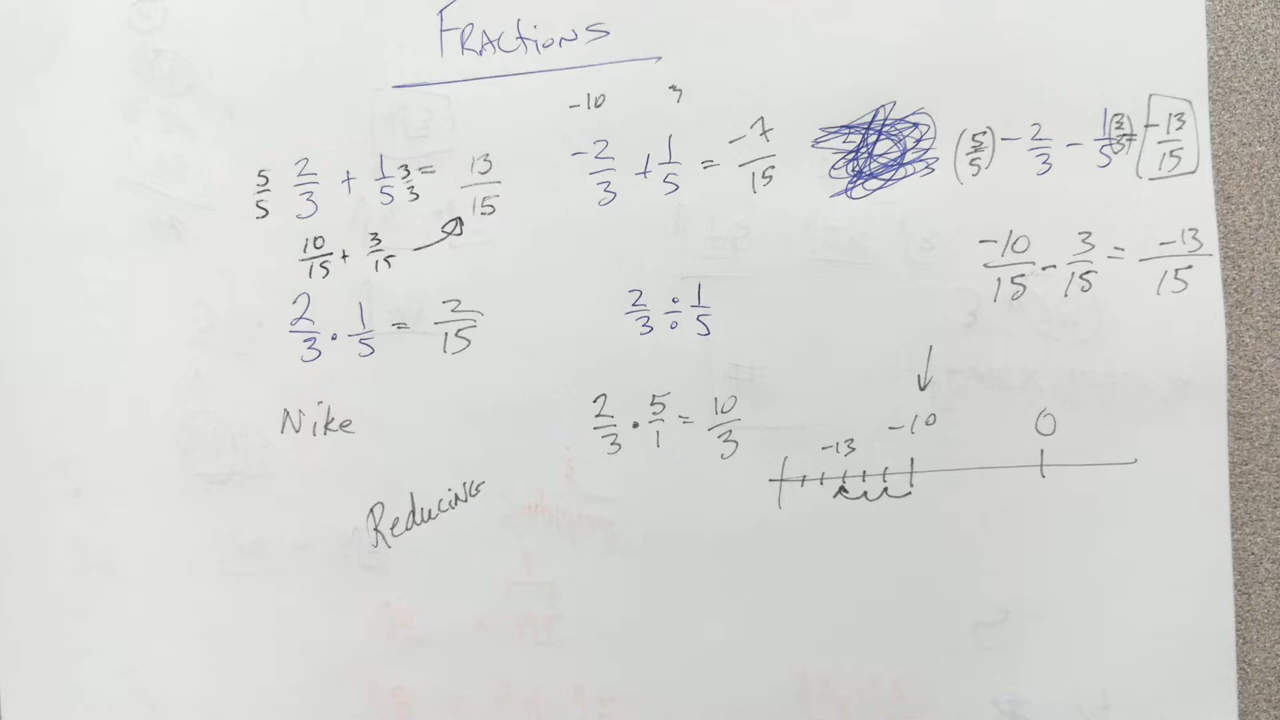 FRACTIONS
5/5 2/3 + 1/5 3/3 = 13/15
10/15 + 3/15
-10 3
-2/3 + 1/5 = -7/15
(5/5) - 2/3 - 1/5 (3/3) = -13/15
-10/15 - 3/15 = -13/15
2/3 · 1/5 = 2/15
2/3 ÷ 1/5
Nike
2/3 · 5/1 = 10/3
-13 -10 0
Reducing